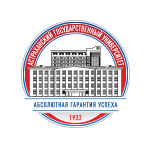 АСТРАХАНСКИЙ ГОСУДАРСТВЕННЫЙ УНИВЕРСИТЕТ
АБСОЛЮТНАЯ ГАРАНТИЯ УСПЕХА
1932